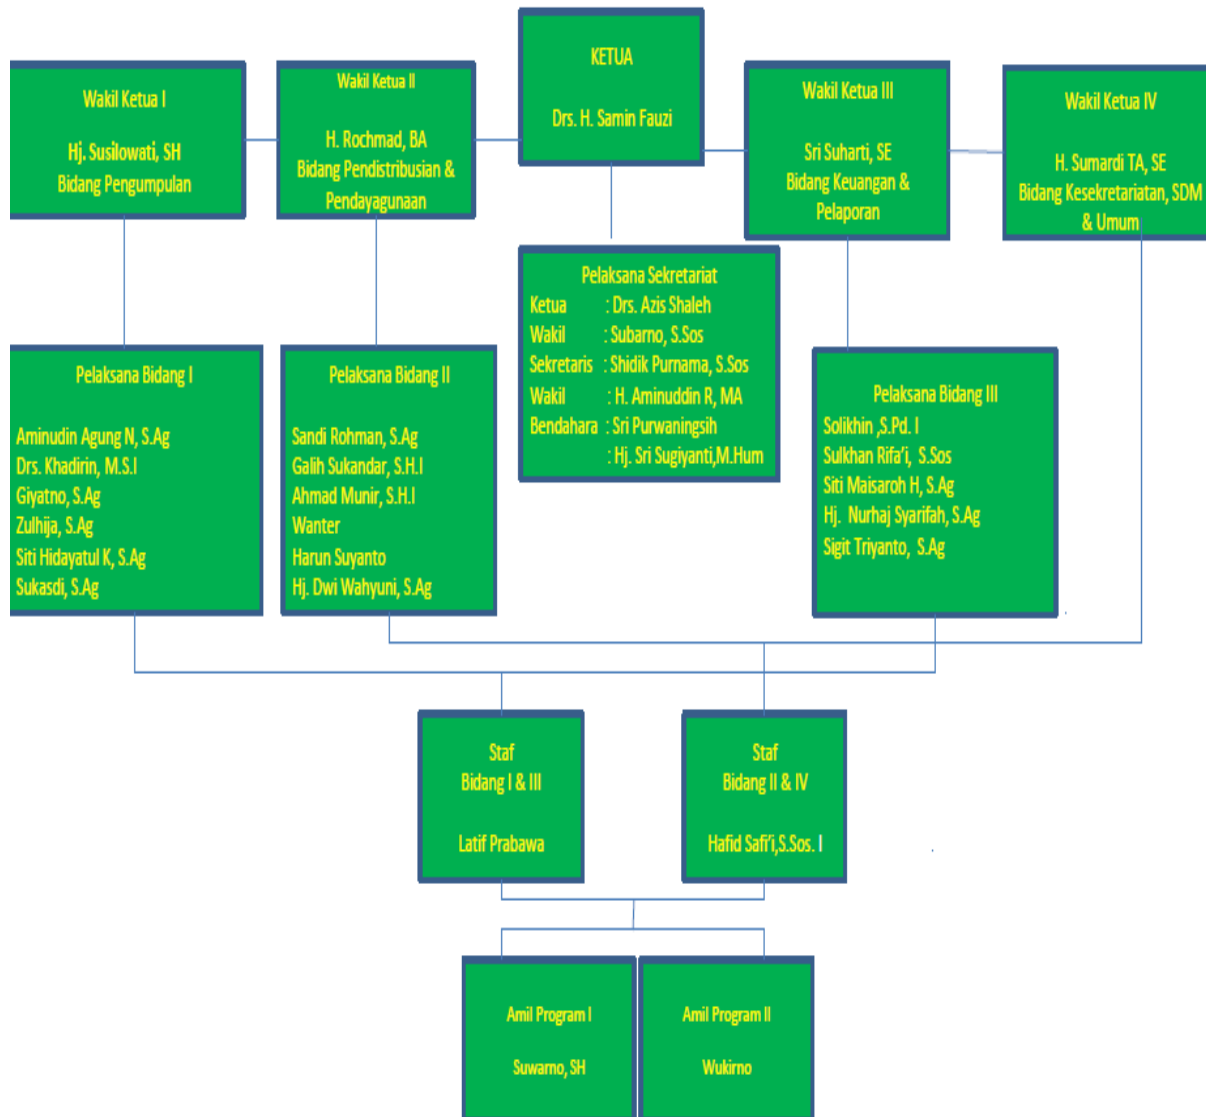 KETUA
Drs. H. Samin Fauzi
Wakil Ketua I
Hj. Susilowati, SH
Bidang Pengumpulan
Wakil Ketua II
H. Rochmad, BA
Bidang Pendistribusian &
Pendayagunaan
Wakil Ketua III
Sri Suharti, SE
Bidang Keuangan &
Pelaporan
Wakil Ketua IV
H. Sumardi TA, SE
Bidang Kesekretariatan, SDM
& Umum
Pelaksana Sekretariat
Ketua : Drs. Azis Shaleh
Wakil : Subarno, S.Sos
Sekretaris : Shidik Purnama, S.Sos
Wakil : H. Aminuddin R, MA
Bendahara : Sri Purwaningsih
: Hj. Sri Sugiyanti,M.Hum
Pelaksana Bidang I
Aminudin Agung N, S.Ag
Drs. Khadirin, M.S.I
Giyatno, S.Ag
Zulhija, S.Ag
Siti Hidayatul K, S.Ag
Sukasdi, S.Ag
Pelaksana Bidang II
Sandi Rohman, S.Ag
Galih Sukandar, S.H.I
Ahmad Munir, S.H.I
Wanter
Harun Suyanto
Hj. Dwi Wahyuni, S.Ag
Pelaksana Bidang III
Solikhin ,S.Pd. I
Sulkhan Rifa'i, S.Sos
Siti Maisaroh H, S.Ag
Hj. Nurhaj Syarifah, S.Ag
Sigit Triyanto, S.Ag
Staf
Bidang I & III
Latif Prabawa
Staf
Bidang II & IV
Hafid Safi'i,S.Sos. I
Amil Program I
Suwarno, SH
Amil Program II
Wukirno